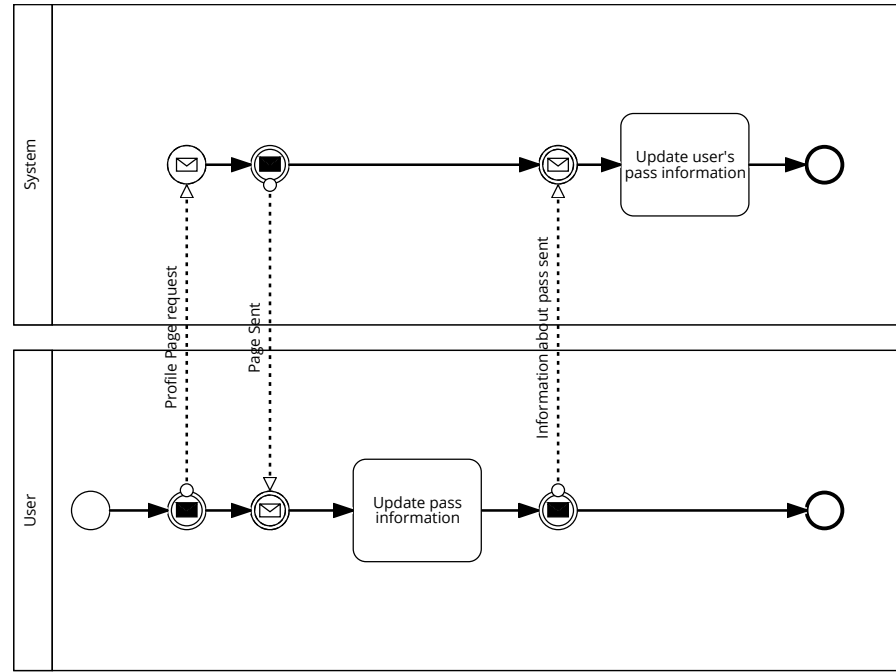 System
Update user's
pass information
Profile Page request
Page Sent
Information about pass sent
User
Update pass
information